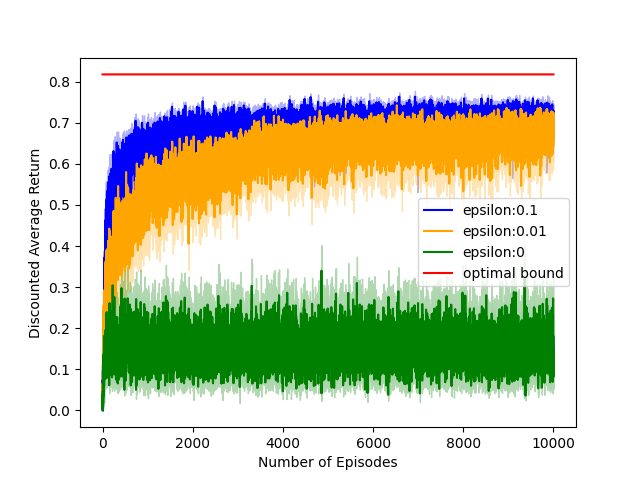 0.8
0.7
0.6
0.5
0.4
0.3
0.2
0.1
0.0
Discounted Average Return
epsilon:0.1
epsilon:0.01
epsilon:0
optimal bound
0 2000 4000 6000 8000 10000
Number of Episodes